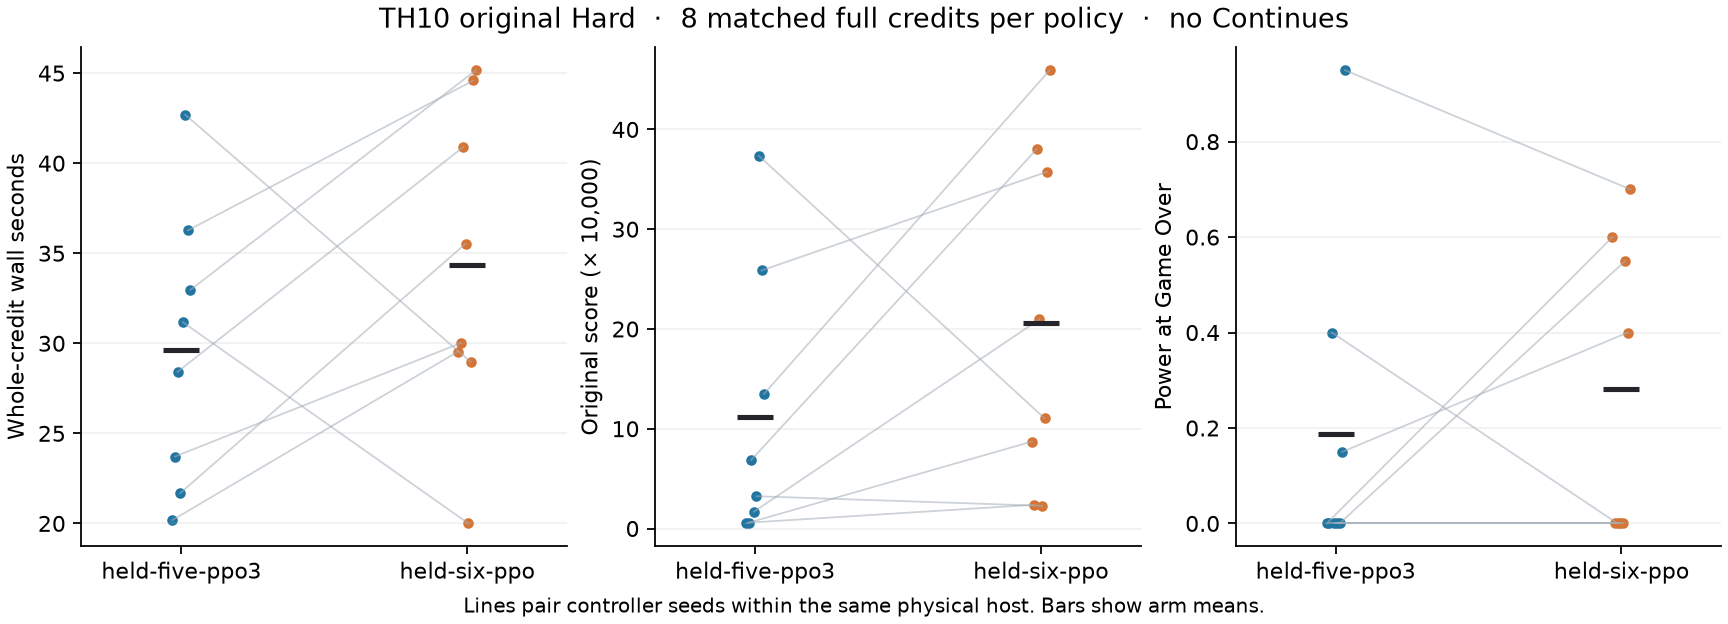 TH10 original Hard · 8 matched full credits per policy · no Continues
Whole-credit wall seconds
45
40
35
30
25
20
held-five-ppo3
held-six-ppo
Original score (× 10,000)
40
30
20
10
0
held-five-ppo3
held-six-ppo
Power at Game Over
0.8
0.6
0.4
0.2
0.0
held-five-ppo3
held-six-ppo
Lines pair controller seeds within the same physical host. Bars show arm means.